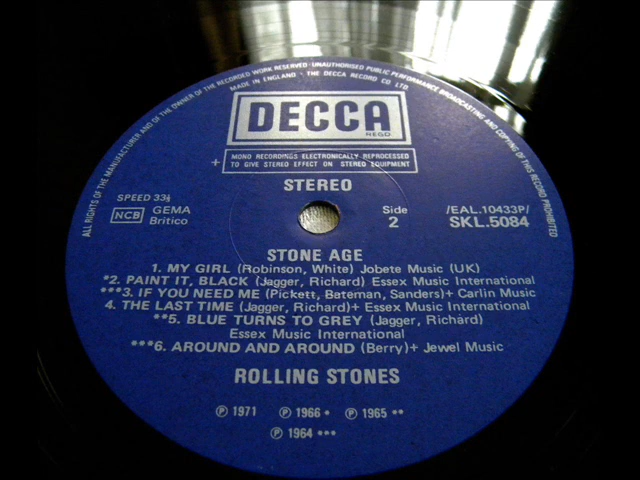 ALL RIGHTS OF THE MANUFACTURER AND OF THE OWNER OF THE RECORDED WORK RESERVED · UNAUTHORISED PUBLIC PERFORMANCE BROADCASTING AND COPYING OF THIS RECORD PROHIBITED
MADE IN ENGLAND · THE DECCA RECORD CO LTD
DECCA
REGD
+ MONO RECORDINGS ELECTRONICALLY REPROCESSED
TO GIVE STEREO EFFECT ON STEREO EQUIPMENT
STEREO
SPEED 33⅓
NCB GEMA
Britico
Side
2
/EAL.10433P/
SKL.5084
STONE AGE
1. MY GIRL (Robinson, White) Jobete Music (UK)
*2. PAINT IT, BLACK (Jagger, Richard) Essex Music International
***3. IF YOU NEED ME (Pickett, Bateman, Sanders)+ Carlin Music
4. THE LAST TIME (Jagger, Richard)+ Essex Music International
**5. BLUE TURNS TO GREY (Jagger, Richard)
Essex Music International
***6. AROUND AND AROUND (Berry)+ Jewel Music
ROLLING STONES
℗ 1971 ℗ 1966 * ℗ 1965 **
℗ 1964 ***